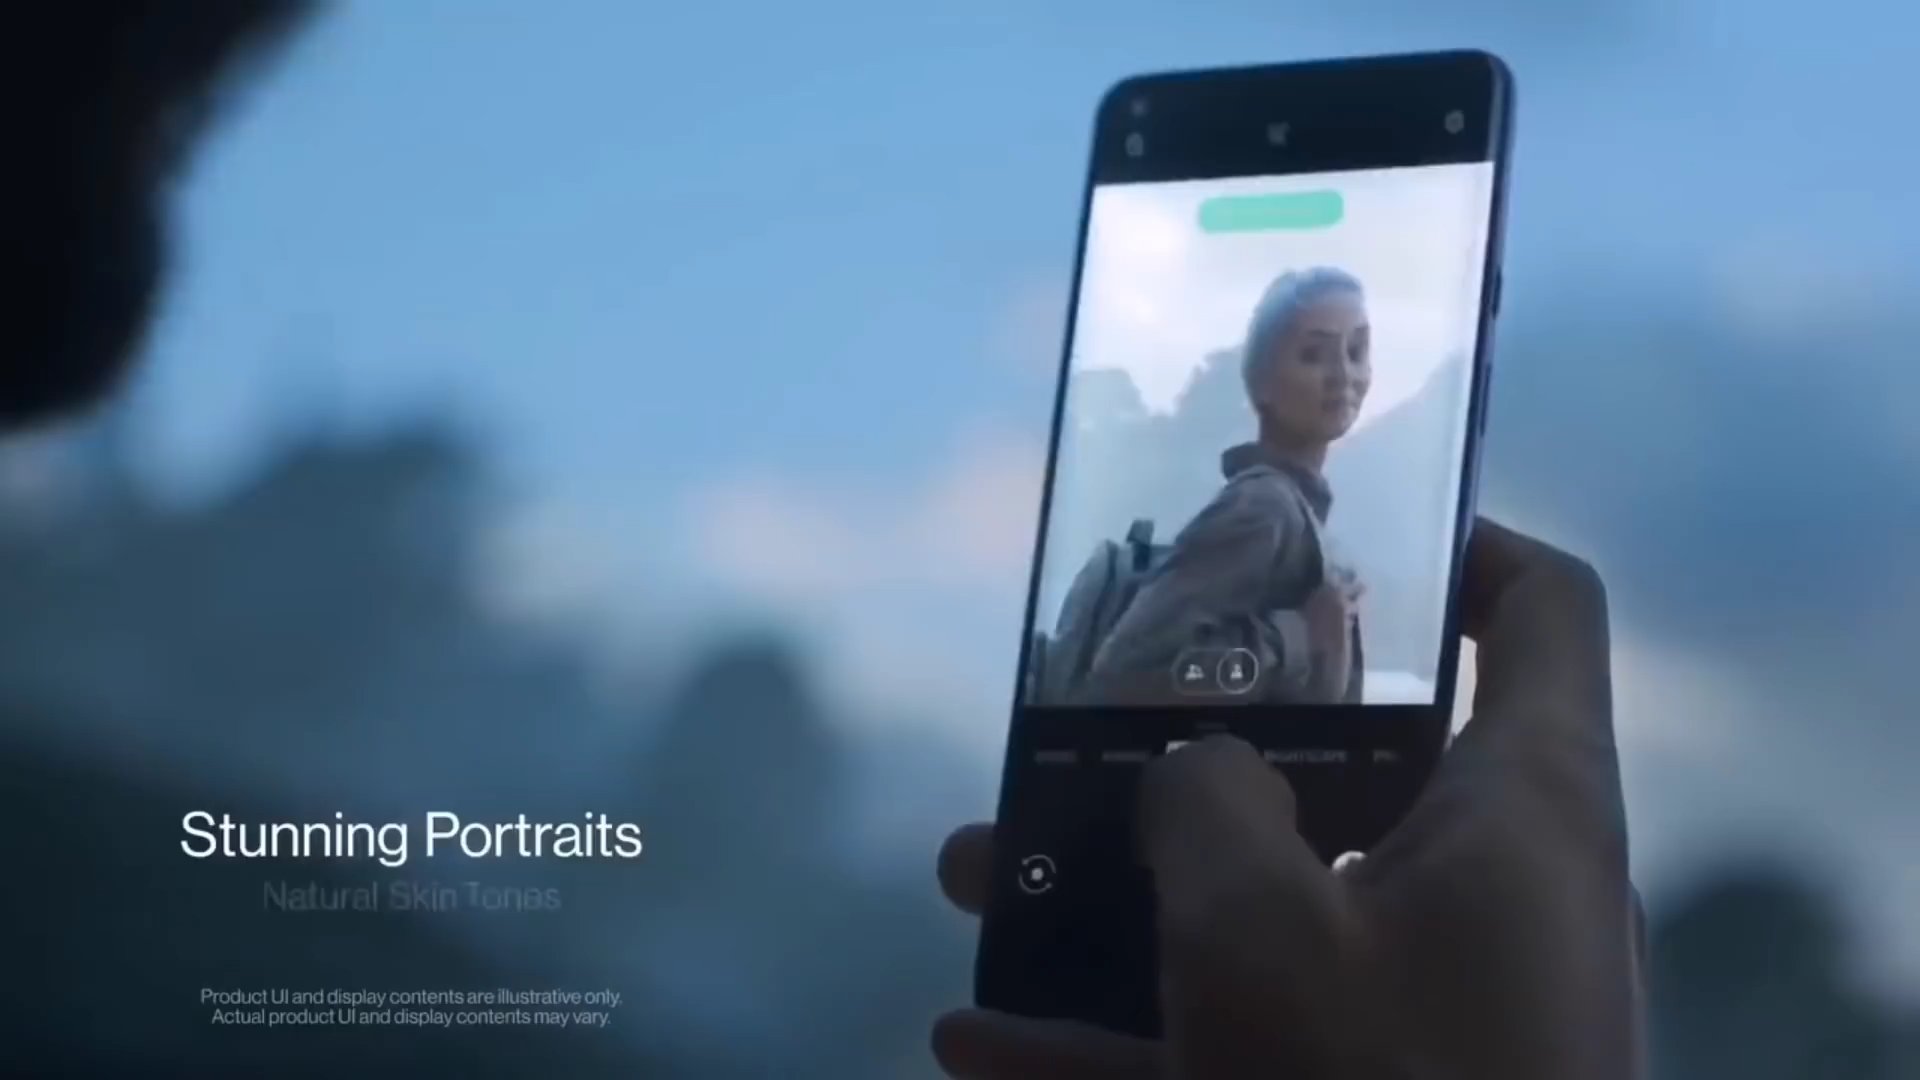 Stunning Portraits
Natural Skin Tones
Product UI and display contents are illustrative only.
Actual product UI and display contents may vary.